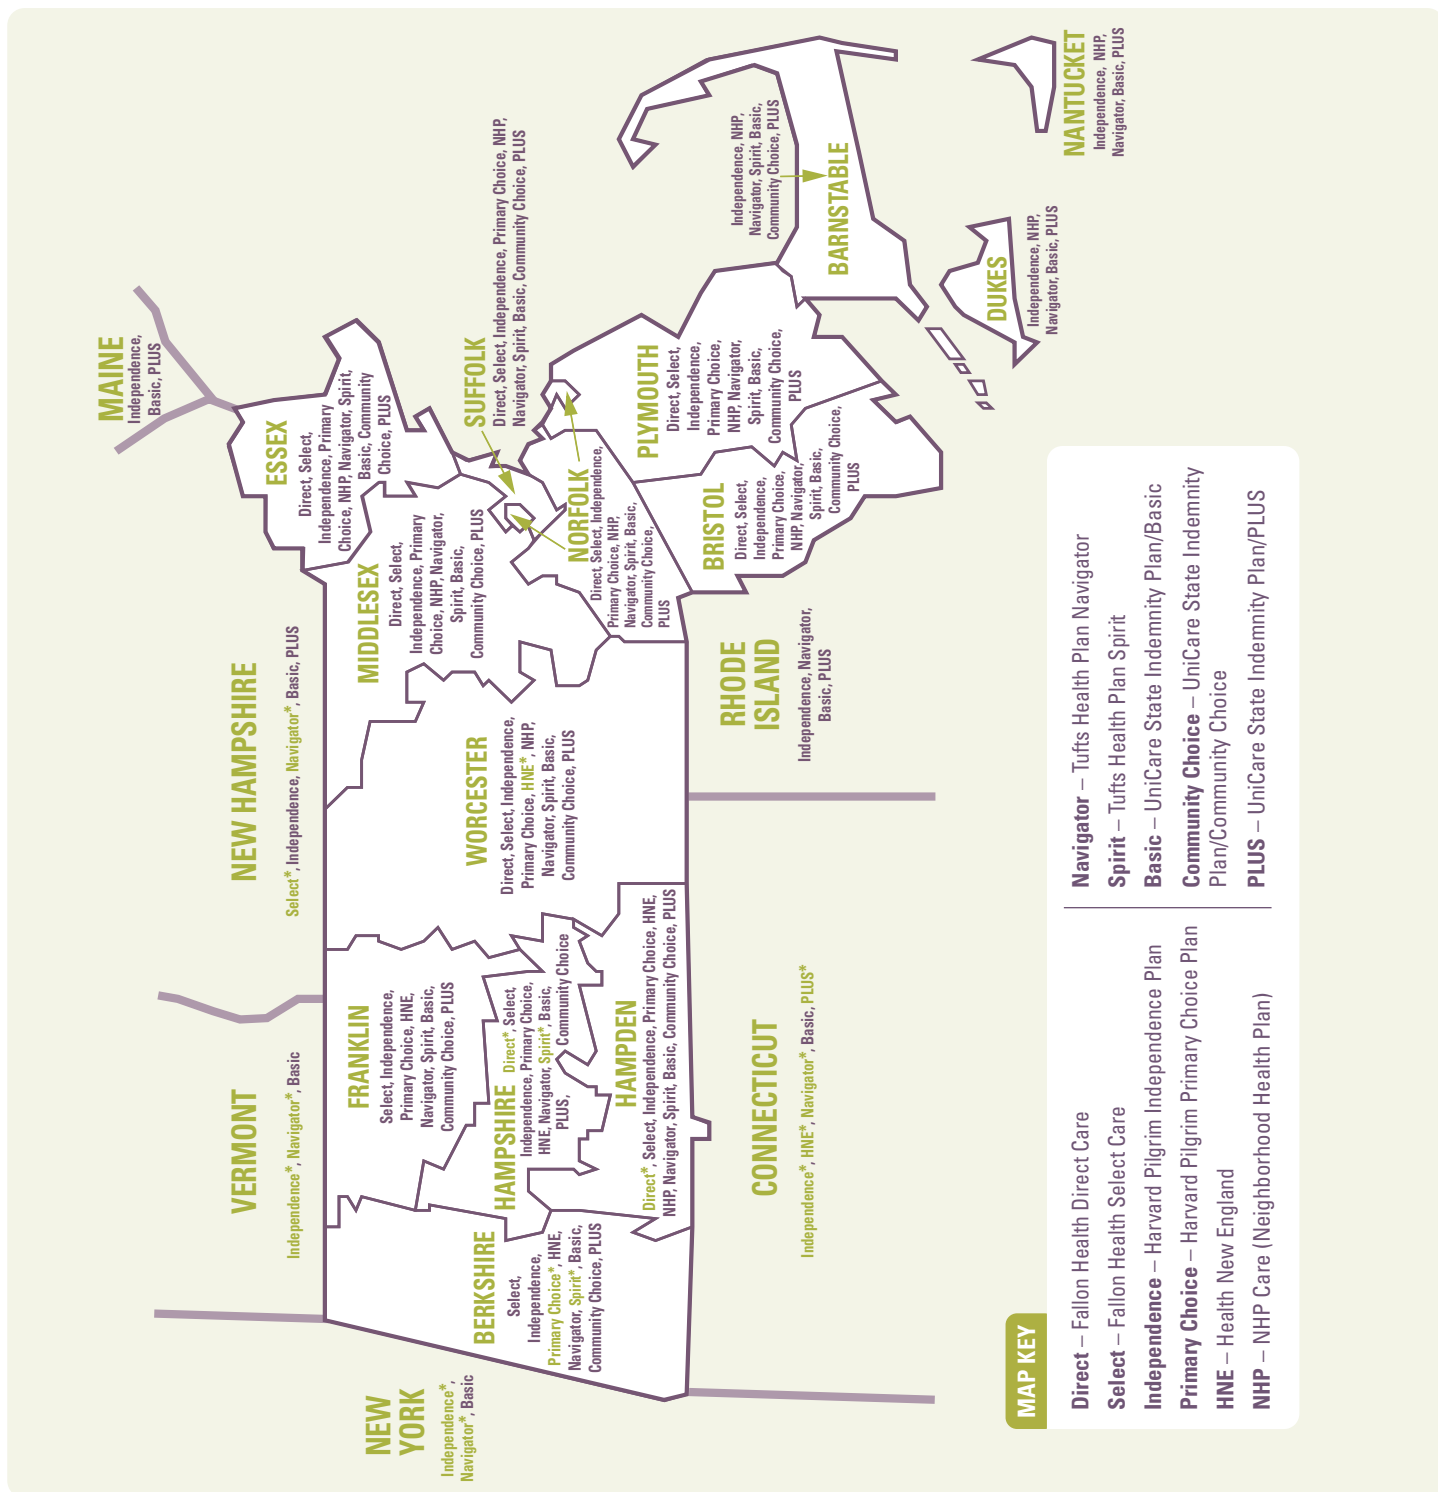 MAINE
Independence,
Basic, PLUS
NEW HAMPSHIRE
Select*, Independence, Navigator*, Basic, PLUS
VERMONT
Independence*, Navigator*, Basic
NEW
YORK
Independence*,
Navigator*, Basic
BERKSHIRE
Select,
Independence,
Primary Choice*, HNE,
Navigator, Spirit*, Basic,
Community Choice, PLUS
FRANKLIN
Select, Independence,
Primary Choice, HNE,
Navigator, Spirit, Basic,
Community Choice, PLUS
HAMPSHIRE
Direct*, Select,
Independence, Primary Choice,
HNE, Navigator, Spirit*, Basic,
PLUS, Community Choice
HAMPDEN
Direct*, Select, Independence, Primary Choice, HNE,
NHP, Navigator, Spirit, Basic, Community Choice, PLUS
WORCESTER
Direct, Select, Independence,
Primary Choice, HNE*, NHP,
Navigator, Spirit, Basic,
Community Choice, PLUS
MIDDLESEX
Direct, Select,
Independence, Primary
Choice, NHP, Navigator,
Spirit, Basic,
Community Choice, PLUS
ESSEX
Direct, Select,
Independence, Primary
Choice, NHP, Navigator, Spirit,
Basic, Community
Choice, PLUS
SUFFOLK
Direct, Select, Independence, Primary Choice, NHP,
Navigator, Spirit, Basic, Community Choice, PLUS
NORFOLK
Direct, Select, Independence,
Primary Choice, NHP,
Navigator, Spirit, Basic,
Community Choice,
PLUS
PLYMOUTH
Direct, Select,
Independence,
Primary Choice,
NHP, Navigator,
Spirit, Basic,
Community Choice,
PLUS
BRISTOL
Direct, Select,
Independence,
Primary Choice,
NHP, Navigator,
Spirit, Basic,
Community Choice,
PLUS
Independence, NHP,
Navigator, Spirit, Basic,
Community Choice, PLUS
BARNSTABLE
DUKES
Independence, NHP,
Navigator, Basic, PLUS
NANTUCKET
Independence, NHP,
Navigator, Basic, PLUS
RHODE
ISLAND
Independence, Navigator,
Basic, PLUS
CONNECTICUT
Independence*, HNE*, Navigator*, Basic, PLUS*
MAP KEY
Direct – Fallon Health Direct Care
Select – Fallon Health Select Care
Independence – Harvard Pilgrim Independence Plan
Primary Choice – Harvard Pilgrim Primary Choice Plan
HNE – Health New England
NHP – NHP Care (Neighborhood Health Plan)
Navigator – Tufts Health Plan Navigator
Spirit – Tufts Health Plan Spirit
Basic – UniCare State Indemnity Plan/Basic
Community Choice – UniCare State Indemnity
Plan/Community Choice
PLUS – UniCare State Indemnity Plan/PLUS